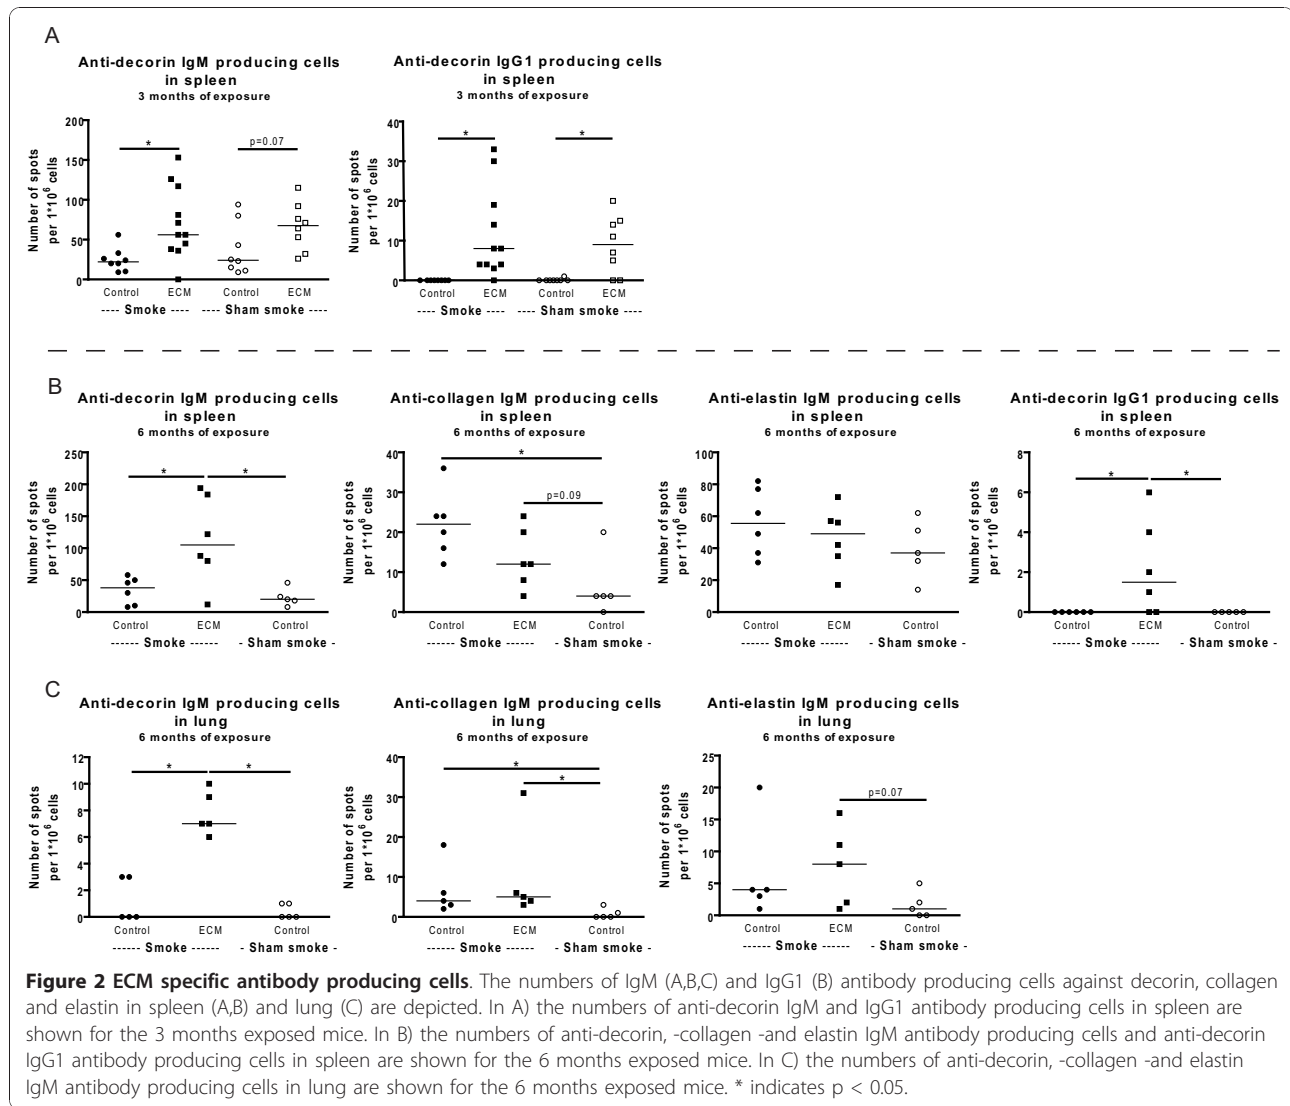 A
Anti-decorin IgM producing cells
in spleen
3 months of exposure
Number of spots
per 1*10^6 cells
200
150
100
50
0
*
p=0.07
Control ECM Control ECM
---- Smoke ---- ---- Sham smoke ----
Anti-decorin IgG1 producing cells
in spleen
3 months of exposure
Number of spots
per 1*10^6 cells
40
30
20
10
0
*
*
Control ECM Control ECM
---- Smoke ---- ---- Sham smoke ----
B
Anti-decorin IgM producing cells
in spleen
6 months of exposure
Number of spots
per 1*10^6 cells
250
200
150
100
50
0
*
*
Control ECM Control
------ Smoke ------ - Sham smoke -
Anti-collagen IgM producing cells
in spleen
6 months of exposure
Number of spots
per 1*10^6 cells
40
30
20
10
0
*
p=0.09
Control ECM Control
------ Smoke ------ - Sham smoke -
Anti-elastin IgM producing cells
in spleen
6 months of exposure
Number of spots
per 1*10^6 cells
100
80
60
40
20
0
Control ECM Control
------ Smoke ------ - Sham smoke -
Anti-decorin IgG1 producing cells
in spleen
6 months of exposure
Number of spots
per 1*10^6 cells
8
6
4
2
0
*
*
Control ECM Control
------ Smoke ------ - Sham smoke -
C
Anti-decorin IgM producing cells
in lung
6 months of exposure
Number of spots
per 1*10^6 cells
12
10
8
6
4
2
0
*
*
Control ECM Control
------ Smoke ------ - Sham smoke -
Anti-collagen IgM producing cells
in lung
6 months of exposure
Number of spots
per 1*10^6 cells
40
30
20
10
0
*
*
Control ECM Control
------ Smoke ------ - Sham smoke -
Anti-elastin IgM producing cells
in lung
6 months of exposure
Number of spots
per 1*10^6 cells
25
20
15
10
5
0
p=0.07
Control ECM Control
------ Smoke ------ - Sham smoke -
Figure 2 ECM specific antibody producing cells. The numbers of IgM (A,B,C) and IgG1 (B) antibody producing cells against decorin, collagen
and elastin in spleen (A,B) and lung (C) are depicted. In A) the numbers of anti-decorin IgM and IgG1 antibody producing cells in spleen are
shown for the 3 months exposed mice. In B) the numbers of anti-decorin, -collagen -and elastin IgM antibody producing cells and anti-decorin
IgG1 antibody producing cells in spleen are shown for the 6 months exposed mice. In C) the numbers of anti-decorin, -collagen -and elastin
IgM antibody producing cells in lung are shown for the 6 months exposed mice. * indicates p < 0.05.